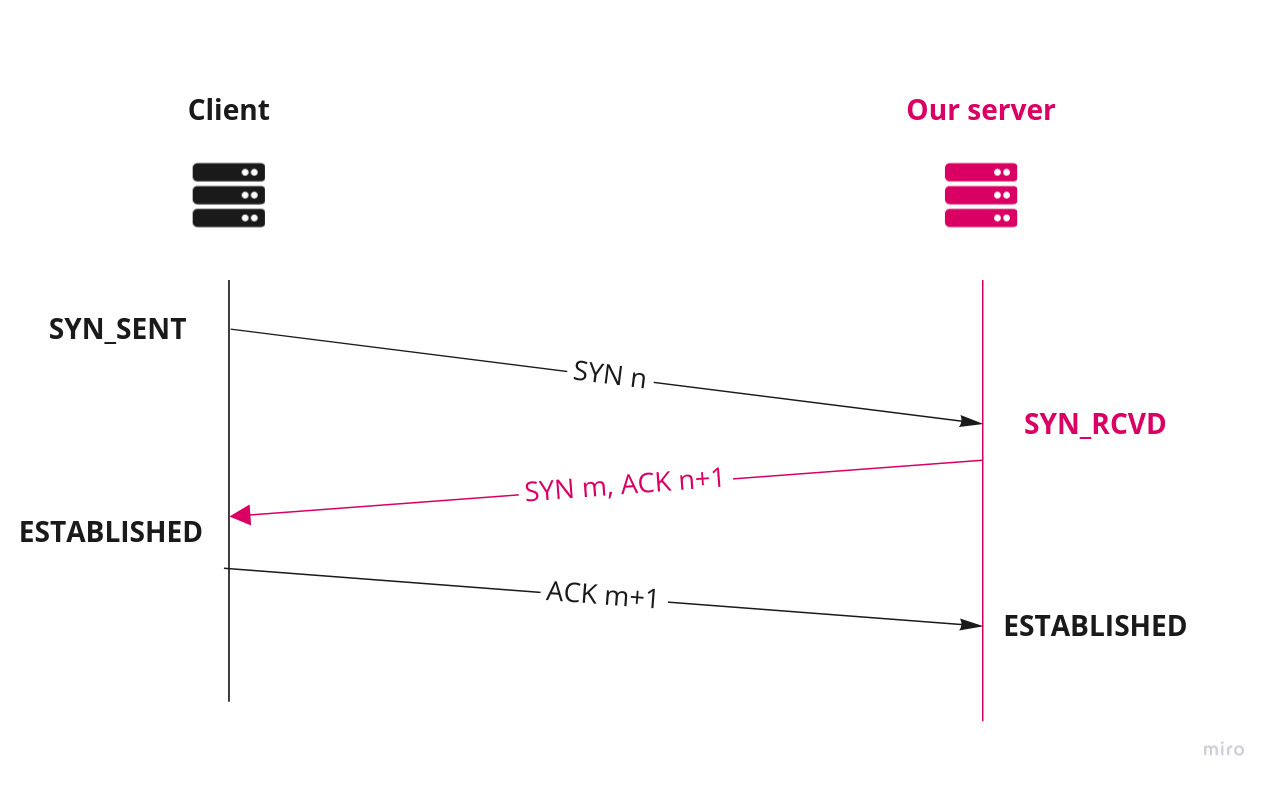 Client
Our server
SYN_SENT
SYN n
SYN_RCVD
SYN m, ACK n+1
ESTABLISHED
ACK m+1
ESTABLISHED
miro